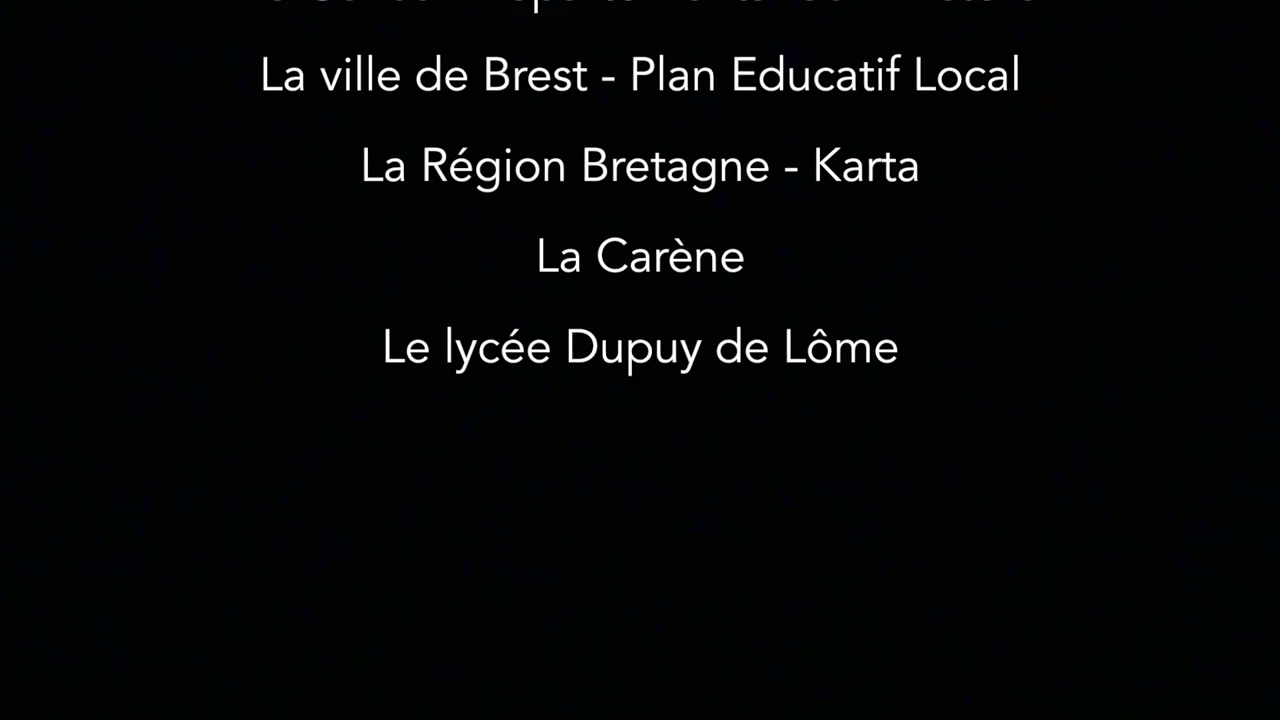 La ville de Brest - Plan Educatif Local
La Région Bretagne - Karta
La Carène
Le lycée Dupuy de Lôme